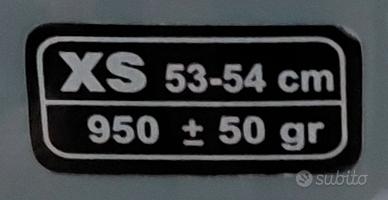 XS 53-54 cm
950 ± 50 gr
subito